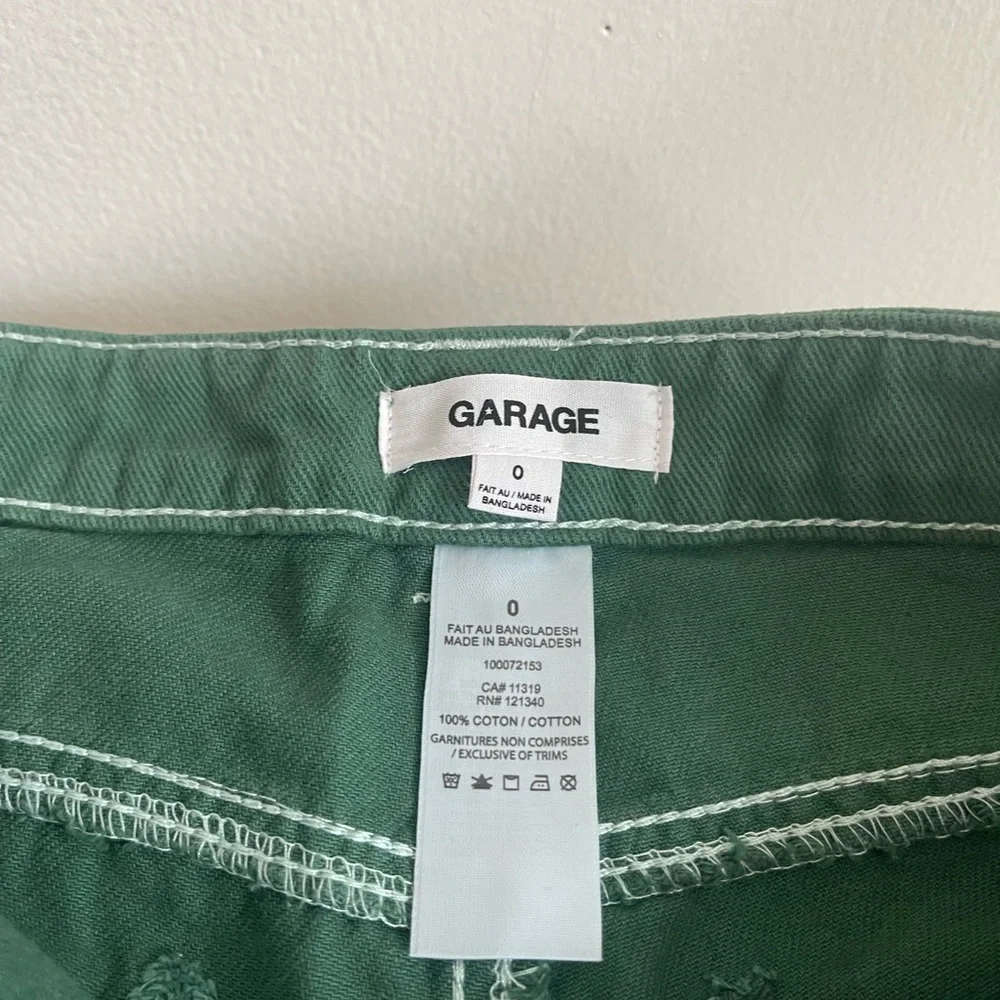 GARAGE
0
FAIT AU / MADE IN
BANGLADESH
0
FAIT AU BANGLADESH
MADE IN BANGLADESH
100072153
CA# 11319
RN# 121340
100% COTON / COTTON
GARNITURES NON COMPRISES
/ EXCLUSIVE OF TRIMS